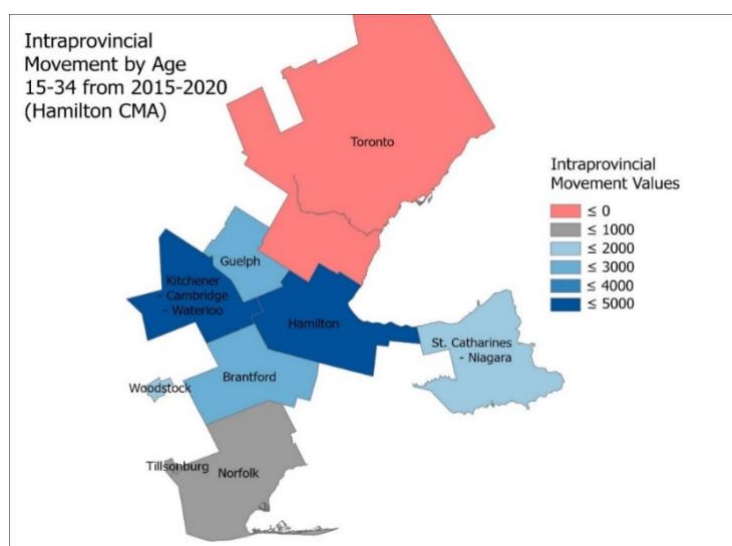 Intraprovincial
Movement by Age
15-34 from 2015-2020
(Hamilton CMA)
Toronto
Intraprovincial
Movement Values
≤ 0
≤ 1000
≤ 2000
≤ 3000
≤ 4000
≤ 5000
Guelph
Kitchener
- Cambridge
- Waterloo
Hamilton
St. Catharines
- Niagara
Brantford
Woodstock
Tillsonburg
Norfolk